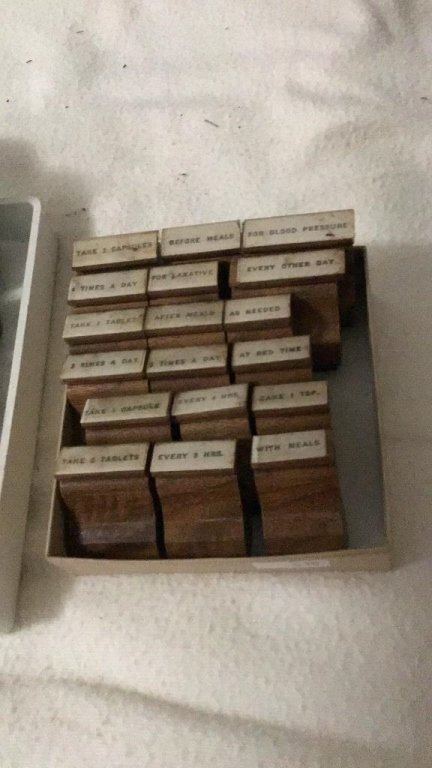 TAKE 2 CAPSULES
BEFORE MEALS
FOR BLOOD PRESSURE
4 TIMES A DAY
FOR LAXATIVE
EVERY OTHER DAY
TAKE 1 TABLET
AFTER MEALS
AS NEEDED
TIMES A DAY
TIMES A DAY
AT BED TIME
TAKE 1 CAPSULE
EVERY 4 HRS.
TAKE 1 TSP.
TAKE 2 TABLETS
EVERY 3 HRS.
WITH MEALS